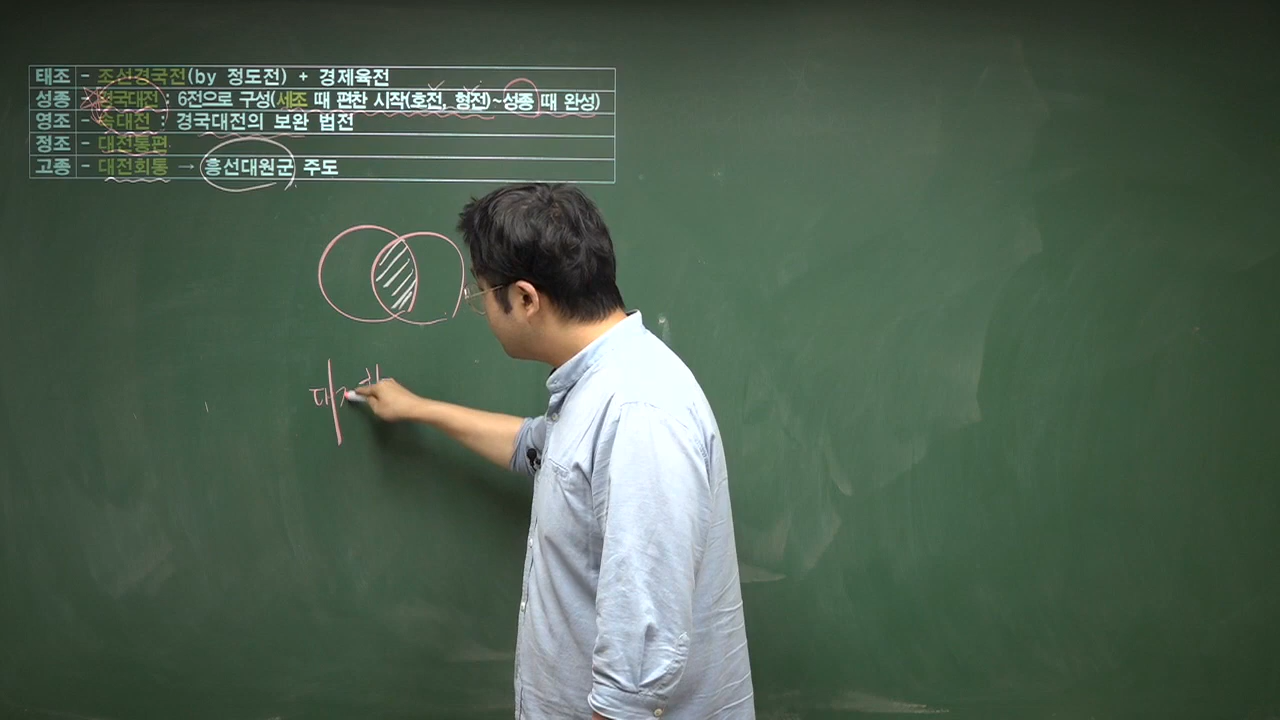 태조 - 조선경국전(by 정도전) + 경제육전
성종 - 경국대전 : 6전으로 구성(세조 때 편찬 시작(호전, 형전)~성종 때 완성)
영조 - 속대전 : 경국대전의 보완 법전
정조 - 대전통편
고종 - 대전회통 → 흥선대원군 주도